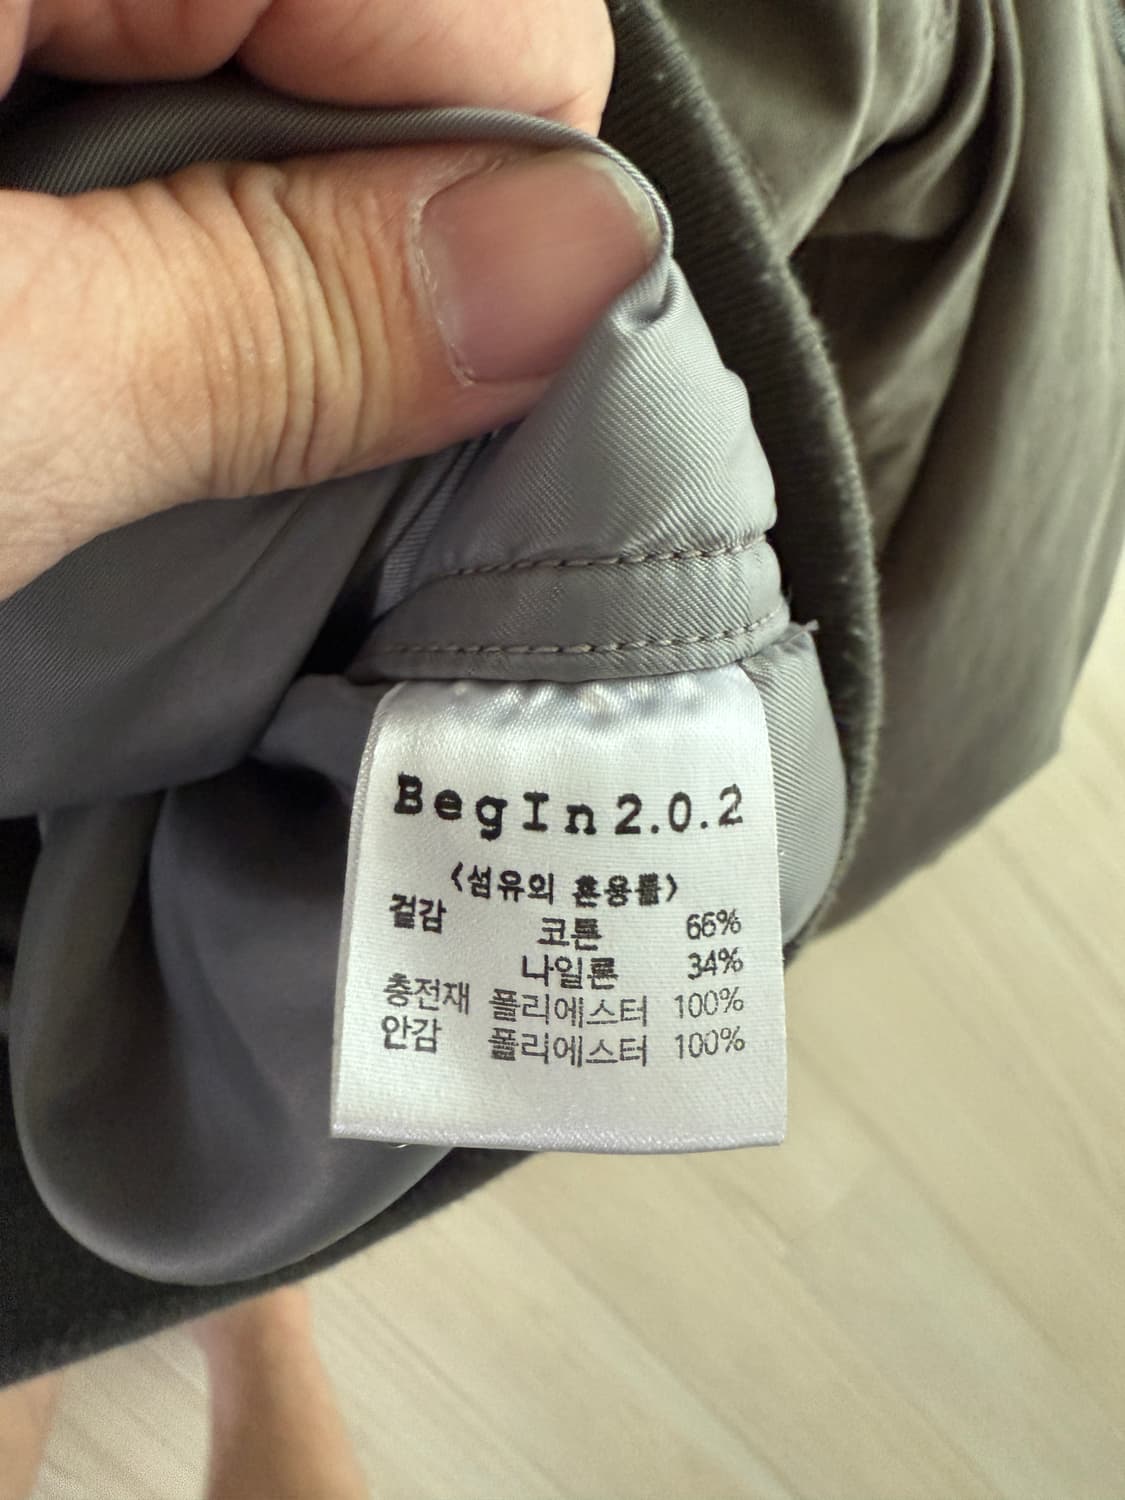 BegIn2.0.2
<섬유의 혼용률>
겉감 코튼 66%
나일론 34%
충전재 폴리에스터 100%
안감 폴리에스터 100%